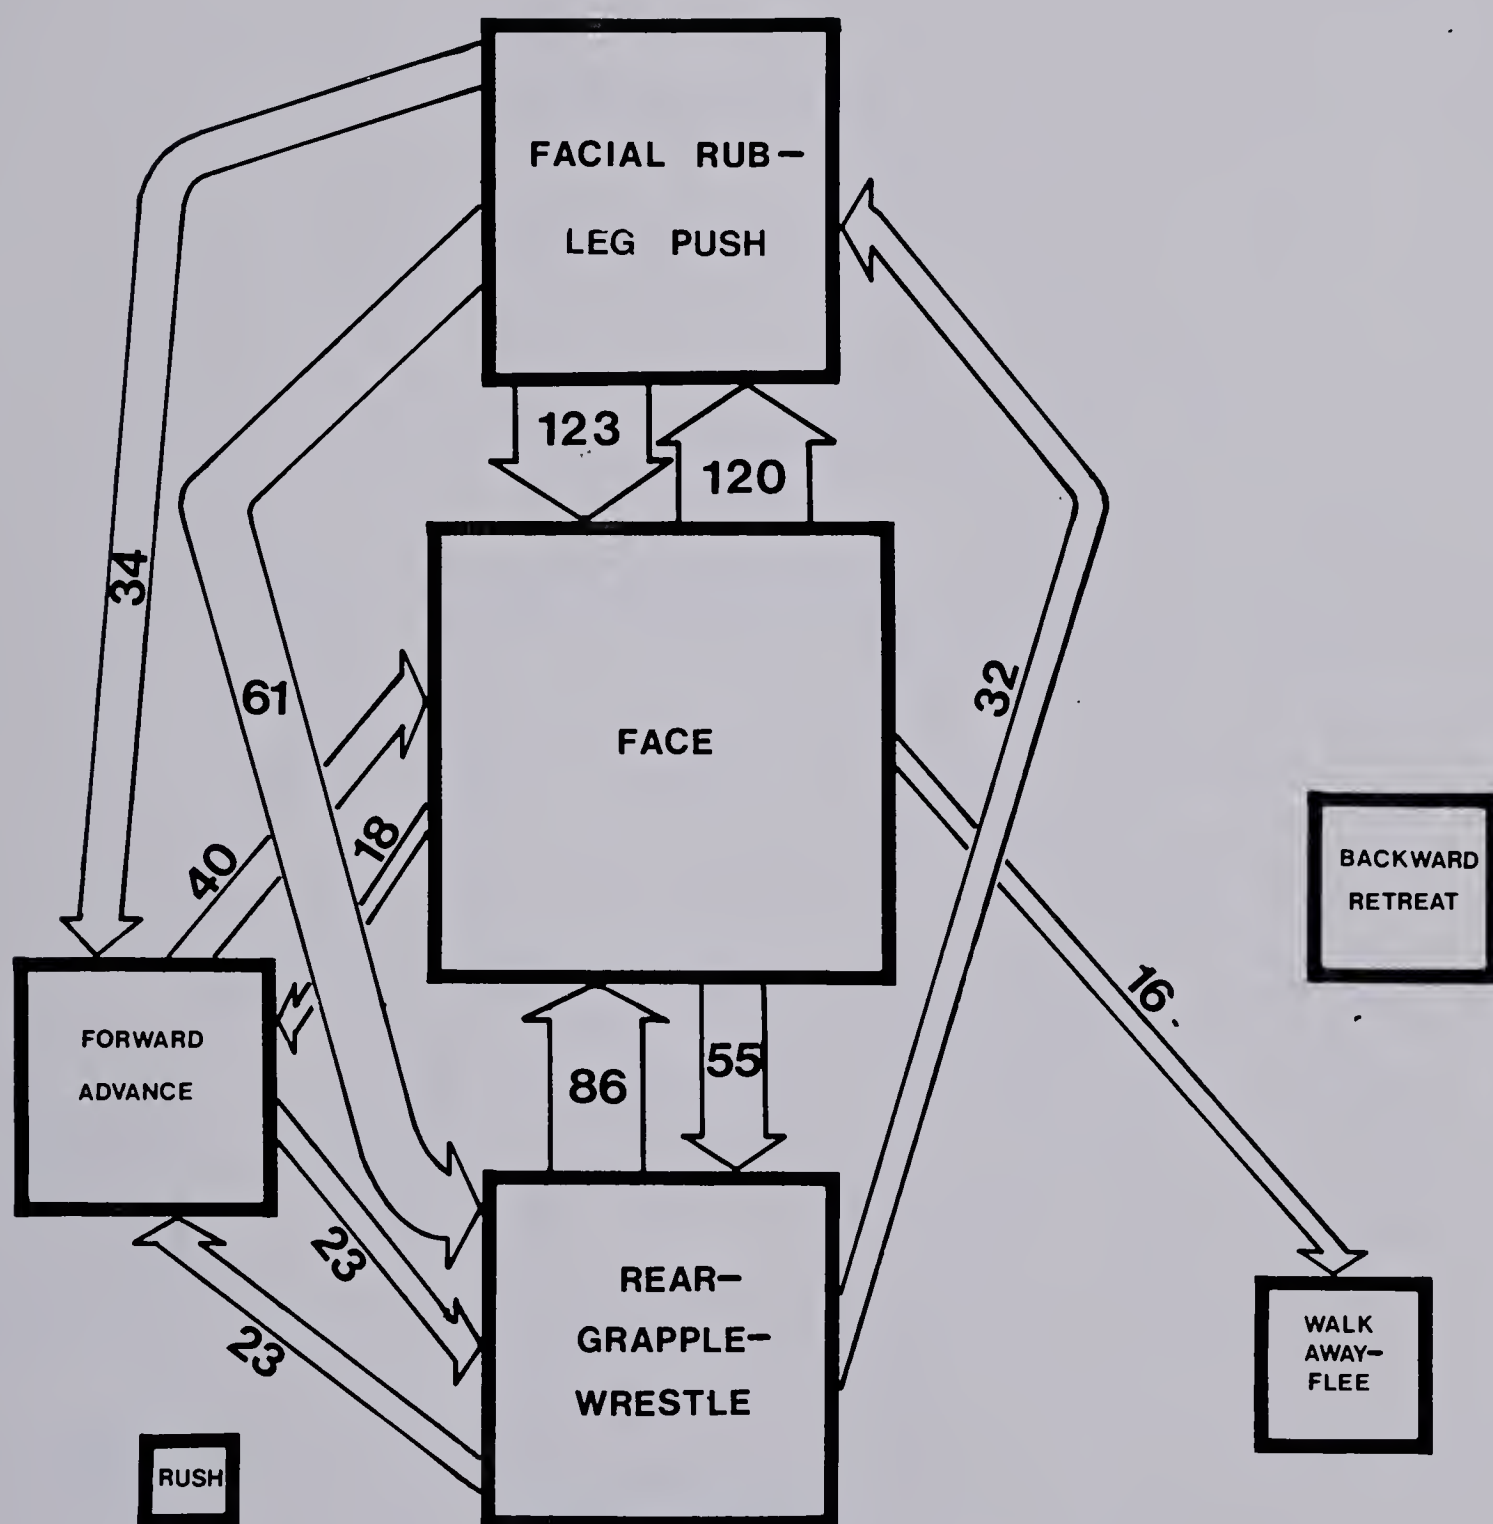 FACIAL RUB-
LEG PUSH
123
120
34
61
32
FACE
40
18
BACKWARD
RETREAT
16
FORWARD
ADVANCE
86
55
23
23
REAR-
GRAPPLE-
WRESTLE
WALK
AWAY-
FLEE
RUSH